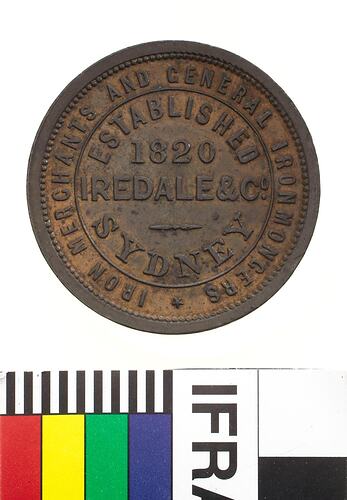 IRON MERCHANTS AND GENERAL IRONMONGERS
ESTABLISHED
1820
IREDALE & Co
SYDNEY
IFRA